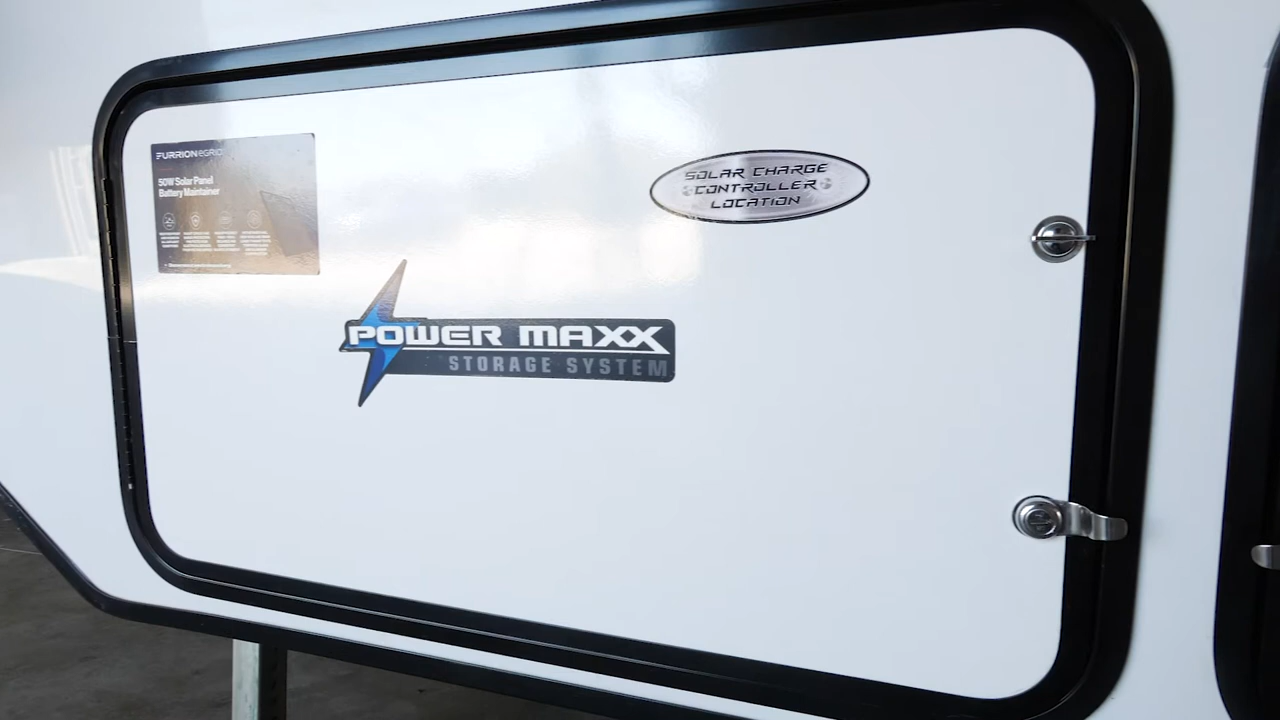 FURRION eGRID
50W Solar Panel
Battery Maintainer
SOLAR CHARGE
CONTROLLER
LOCATION
POWER MAXX
STORAGE SYSTEM